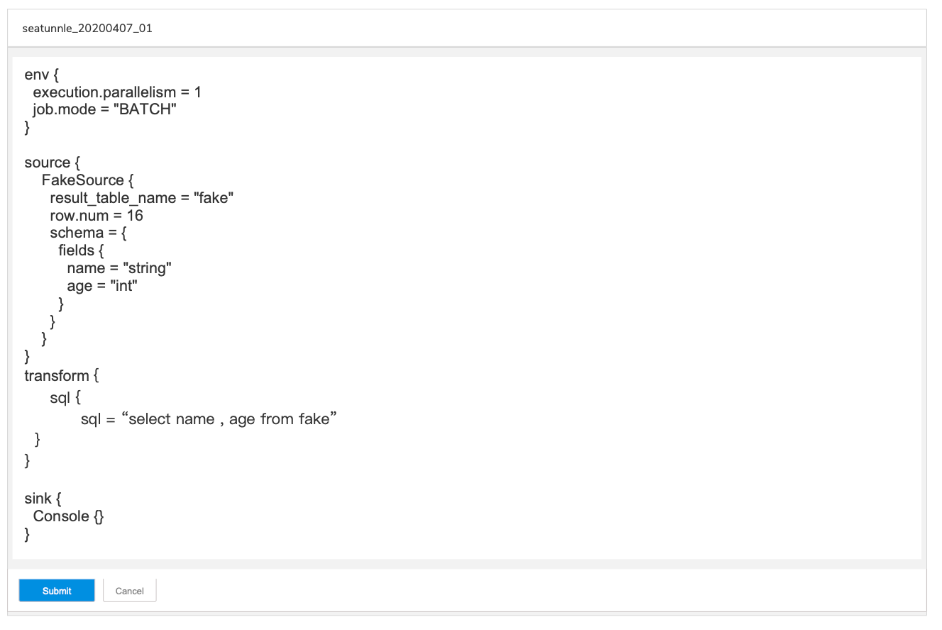 seatunnle_20200407_01
env {
execution.parallelism = 1
job.mode = "BATCH"
}
source {
FakeSource {
result_table_name = "fake"
row.num = 16
schema = {
fields {
name = "string"
age = "int"
}
}
}
}
transform {
sql {
sql = “select name , age from fake”
}
}
sink {
Console {}
}
Submit Cancel